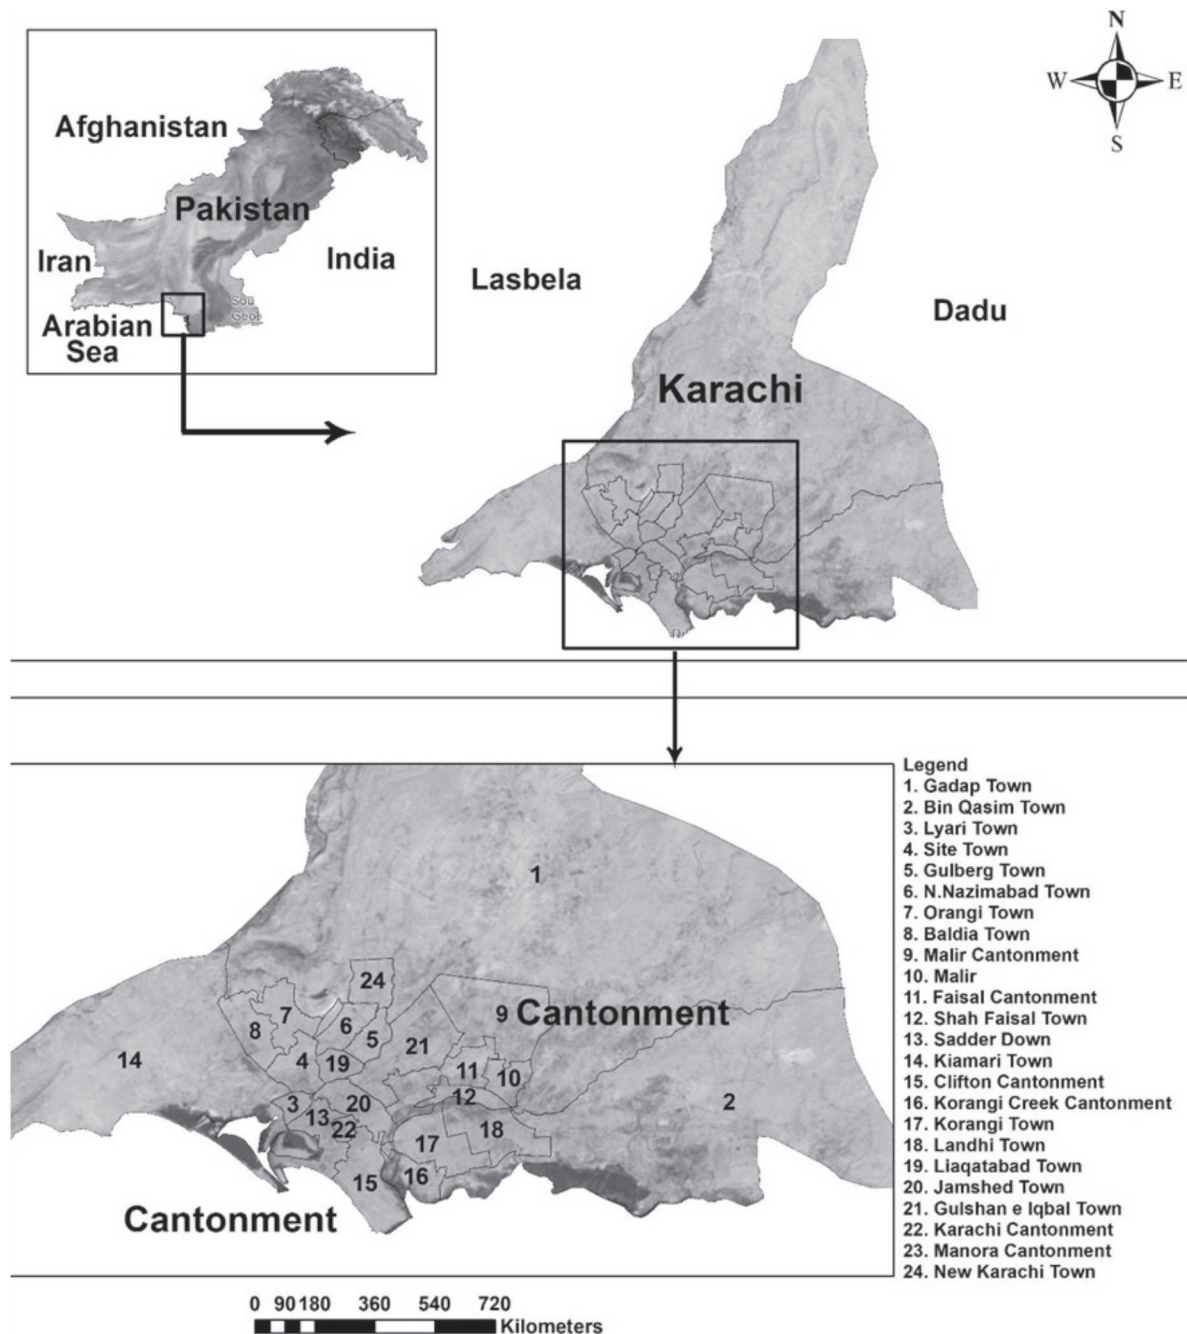 N
W E
S
Afghanistan
Pakistan
Iran
India
Sou
Geol
Arabian
Sea
Lasbela
Dadu
Karachi
Legend
1. Gadap Town
2. Bin Qasim Town
3. Lyari Town
4. Site Town
5. Gulberg Town
6. N.Nazimabad Town
7. Orangi Town
8. Baldia Town
9. Malir Cantonment
10. Malir
11. Faisal Cantonment
12. Shah Faisal Town
13. Sadder Down
14. Kiamari Town
15. Clifton Cantonment
16. Korangi Creek Cantonment
17. Korangi Town
18. Landhi Town
19. Liaqatabad Town
20. Jamshed Town
21. Gulshan e Iqbal Town
22. Karachi Cantonment
23. Manora Cantonment
24. New Karachi Town
1
24
9 Cantonment
7
6
8
5
21
14
4
19
11
10
12
3
20
2
13
22
18
17
16
15
Cantonment
0 90 180 360 540 720
Kilometers